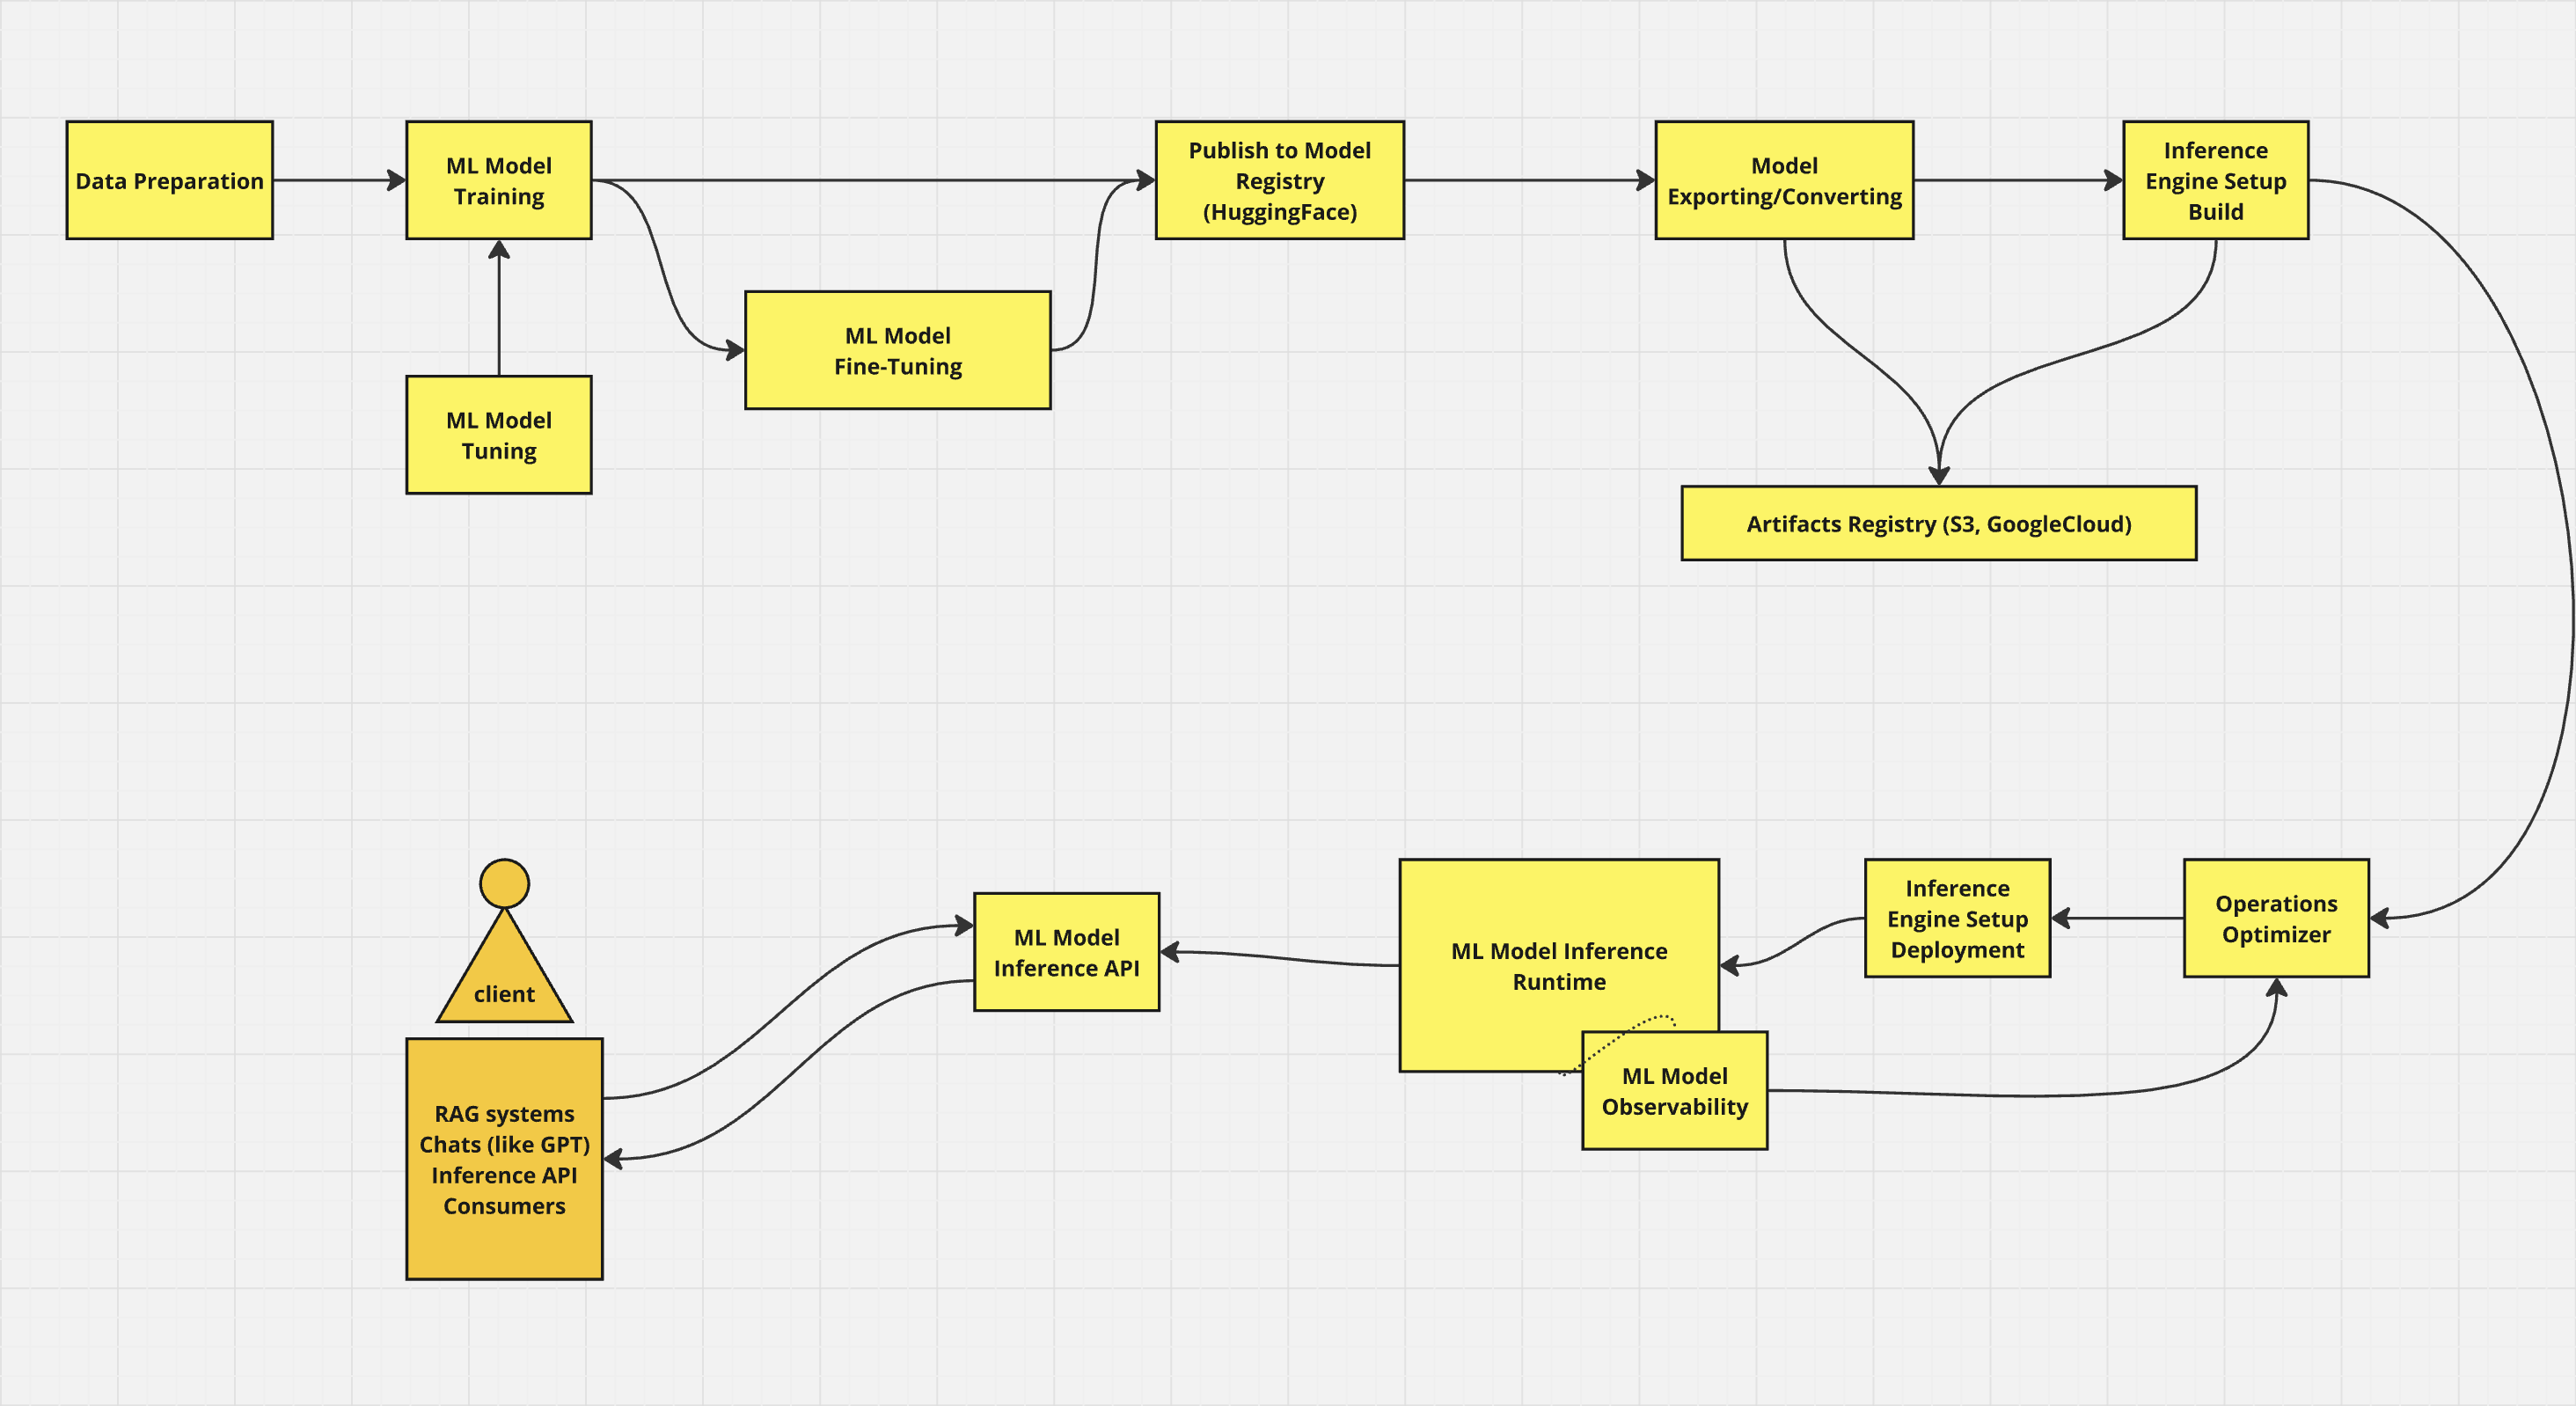 Data Preparation
ML Model
Training
Publish to Model
Registry
(HuggingFace)
Model
Exporting/Converting
Inference
Engine Setup
Build
ML Model
Fine-Tuning
ML Model
Tuning
Artifacts Registry (S3, GoogleCloud)
client
RAG systems
Chats (like GPT)
Inference API
Consumers
ML Model
Inference API
ML Model Inference
Runtime
ML Model
Observability
Inference
Engine Setup
Deployment
Operations
Optimizer